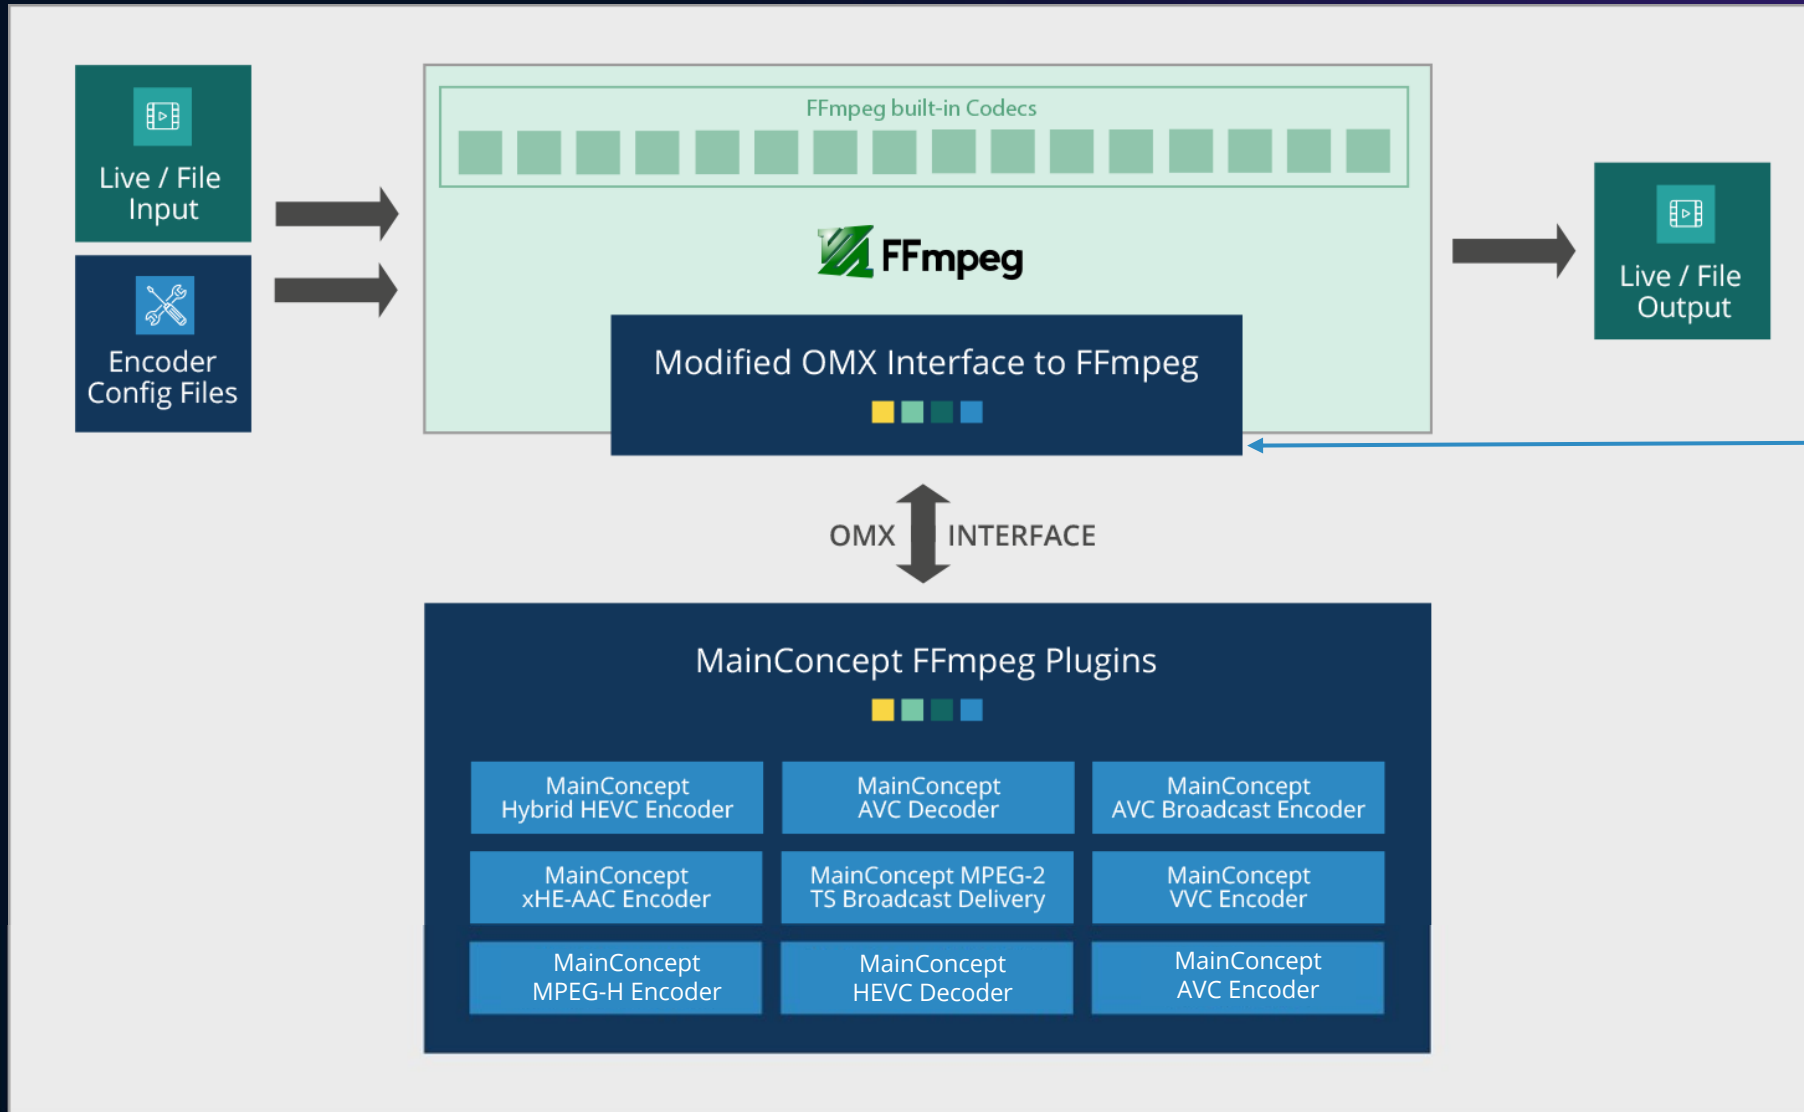 Live / File
Input
Encoder
Config Files
FFmpeg built-in Codecs
FFmpeg
Modified OMX Interface to FFmpeg
Live / File
Output
OMX INTERFACE
MainConcept FFmpeg Plugins
MainConcept
Hybrid HEVC Encoder
MainConcept
AVC Decoder
MainConcept
AVC Broadcast Encoder
MainConcept
xHE-AAC Encoder
MainConcept MPEG-2
TS Broadcast Delivery
MainConcept
VVC Encoder
MainConcept
MPEG-H Encoder
MainConcept
HEVC Decoder
MainConcept
AVC Encoder